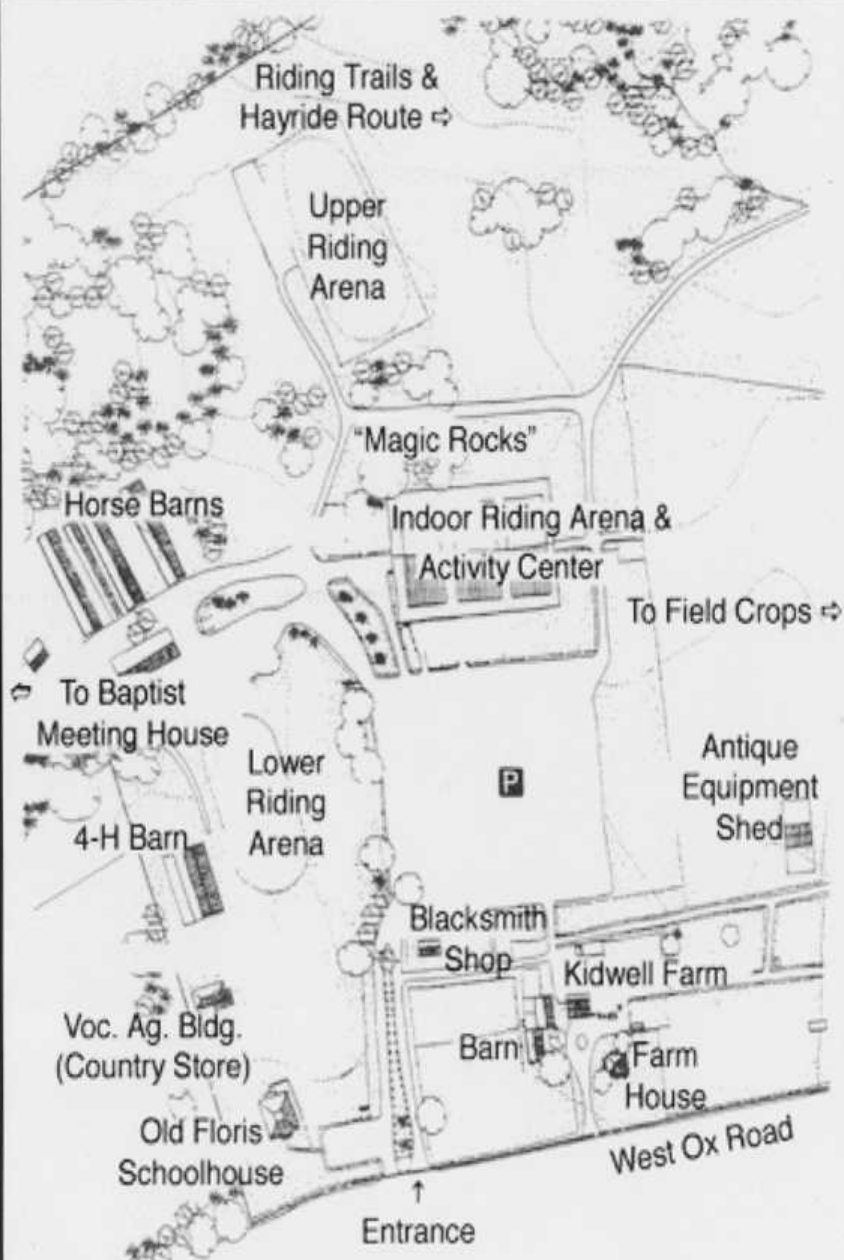 Riding Trails &
Hayride Route ⇨
Upper
Riding
Arena
"Magic Rocks"
Horse Barns
Indoor Riding Arena &
Activity Center
To Field Crops ⇨
⇦
To Baptist
Meeting House
Lower
Riding
Arena
P
Antique
Equipment
Shed
4-H Barn
Blacksmith
Shop
Kidwell Farm
Voc. Ag. Bldg.
(Country Store)
Barn
Farm
House
Old Floris
Schoolhouse
West Ox Road
↑
Entrance